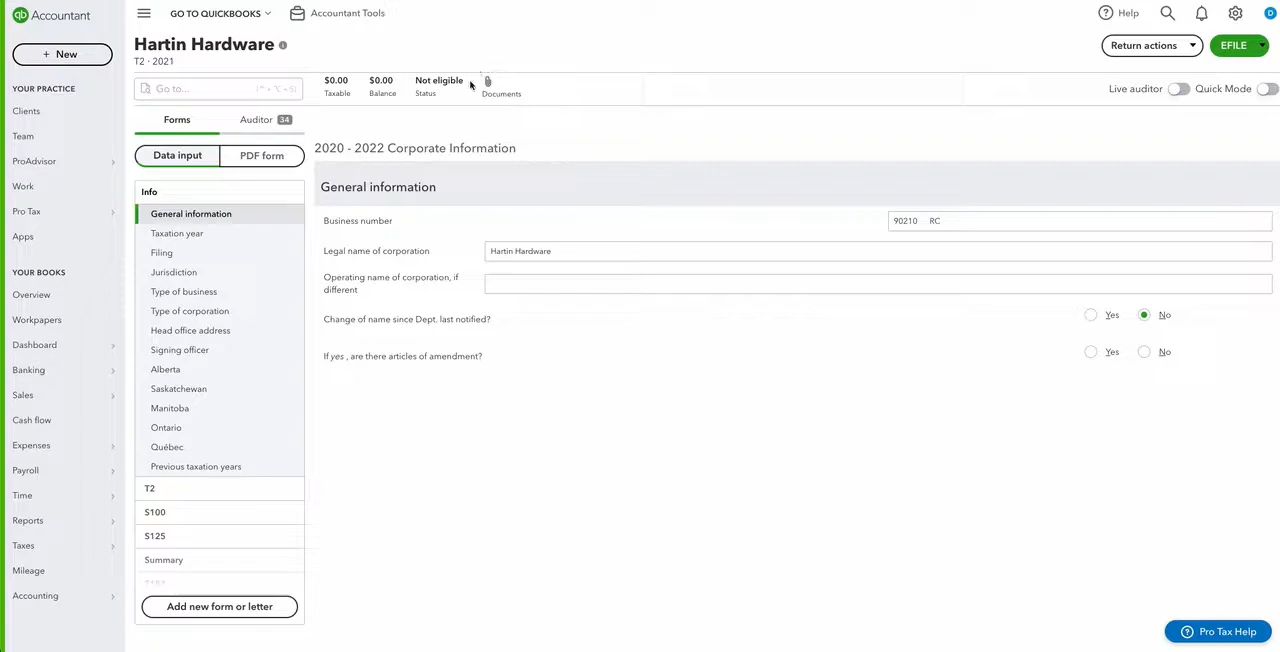 qb Accountant
GO TO QUICKBOOKS
Accountant Tools
Help
D
+ New
Hartin Hardware
T2 · 2021
Return actions
EFILE
YOUR PRACTICE
Clients
Team
ProAdvisor
Work
Pro Tax
Apps
YOUR BOOKS
Overview
Workpapers
Dashboard
Banking
Sales
Cash flow
Expenses
Payroll
Time
Reports
Taxes
Mileage
Accounting
Go to...
$0.00
Taxable
$0.00
Balance
Not eligible
Status
Documents
Live auditor
Quick Mode
Forms
Auditor 34
Data input
PDF form
Info
General information
Taxation year
Filing
Jurisdiction
Type of business
Type of corporation
Head office address
Signing officer
Alberta
Saskatchewan
Manitoba
Ontario
Québec
Previous taxation years
T2
S100
S125
Summary
Add new form or letter
2020 - 2022 Corporate Information
General information
Business number
90210 RC
Legal name of corporation
Hartin Hardware
Operating name of corporation, if
different
Change of name since Dept. last notified?
Yes No
If yes , are there articles of amendment?
Yes No
Pro Tax Help